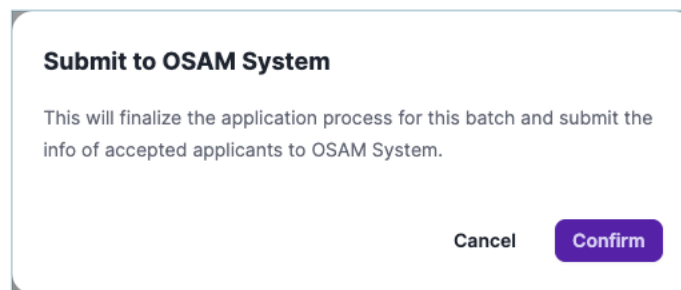 Submit to OSAM System
This will finalize the application process for this batch and submit the
info of accepted applicants to OSAM System.
Cancel
Confirm